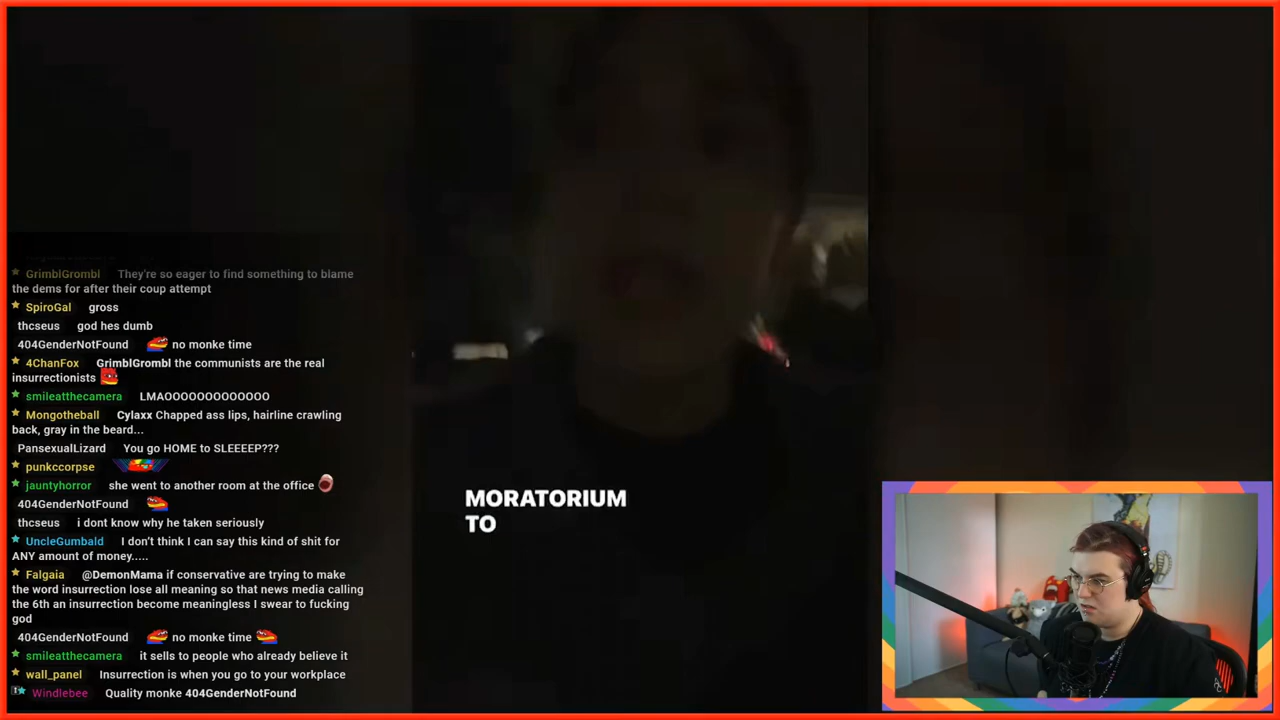 GrimblGrombl They're so eager to find something to blame
the dems for after their coup attempt
SpiroGal gross
thcseus god hes dumb
404GenderNotFound no monke time
4ChanFox GrimblGrombl the communists are the real
insurrectionists
smileatthecamera LMAOOOOOOOOOOOOO
Mongotheball Cylaxx Chapped ass lips, hairline crawling
back, gray in the beard...
PansexualLizard You go HOME to SLEEEEP???
punkccorpse
jauntyhorror she went to another room at the office
404GenderNotFound
thcseus i dont know why he taken seriously
UncleGumbald I don't think I can say this kind of shit for
ANY amount of money.....
Falgaia @DemonMama if conservative are trying to make
the word insurrection lose all meaning so that news media calling
the 6th an insurrection become meaningless I swear to fucking
god
404GenderNotFound no monke time
smileatthecamera it sells to people who already believe it
wall_panel Insurrection is when you go to your workplace
Windlebee Quality monke 404GenderNotFound
MORATORIUM
TO